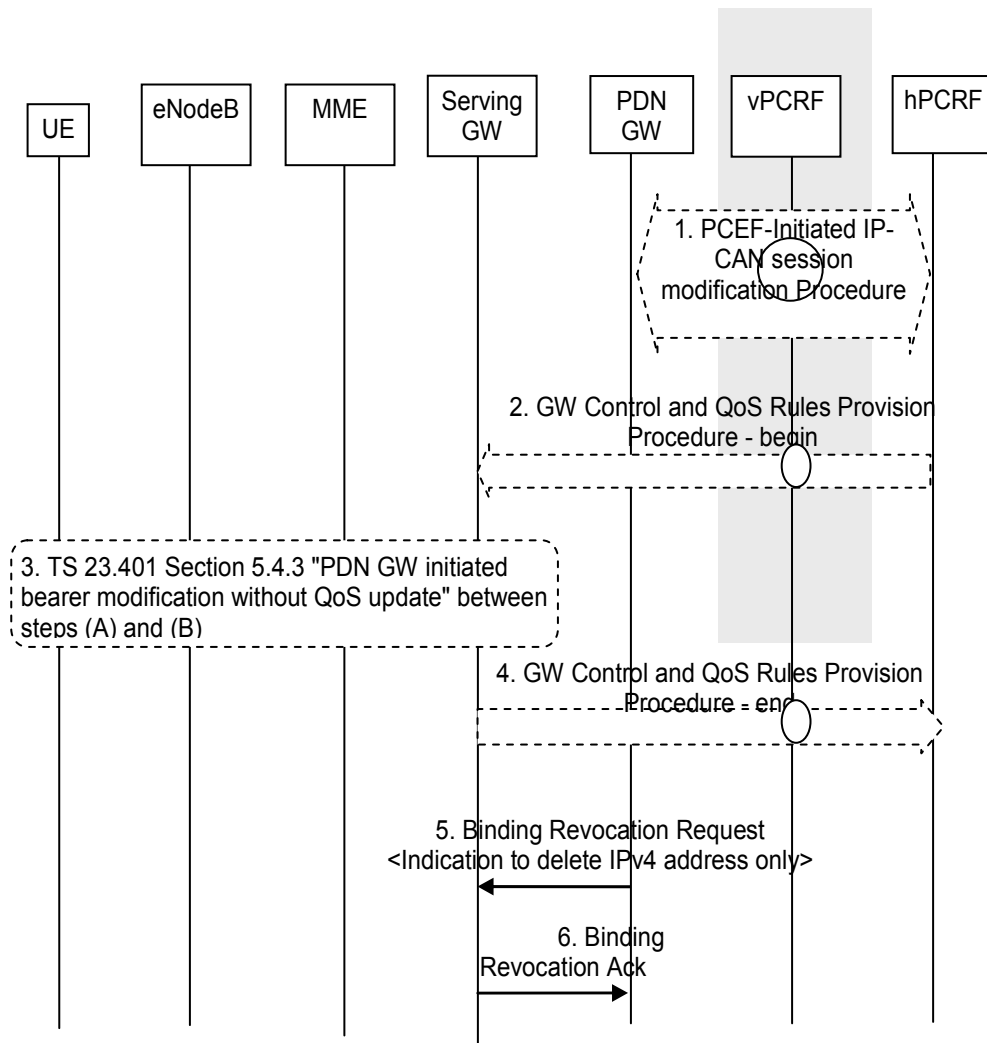 UE
eNodeB
MME
Serving
GW
PDN
GW
vPCRF
hPCRF
1. PCEF-Initiated IP-
CAN session
modification Procedure
2. GW Control and QoS Rules Provision
Procedure - begin
3. TS 23.401 Section 5.4.3 "PDN GW initiated
bearer modification without QoS update" between
steps (A) and (B)
4. GW Control and QoS Rules Provision
Procedure - end
5. Binding Revocation Request
<Indication to delete IPv4 address only>
6. Binding
Revocation Ack